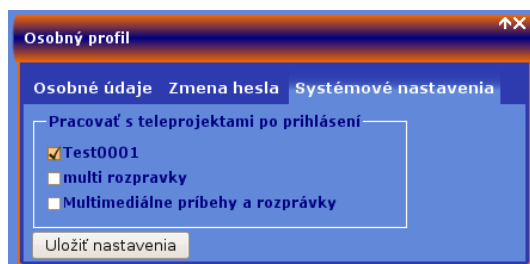 Osobný profil
Osobné údaje Zmena hesla Systémové nastavenia
Pracovať s teleprojektami po prihlásení
Test0001
multi rozpravky
Multimediálne príbehy a rozprávky
Uložiť nastavenia